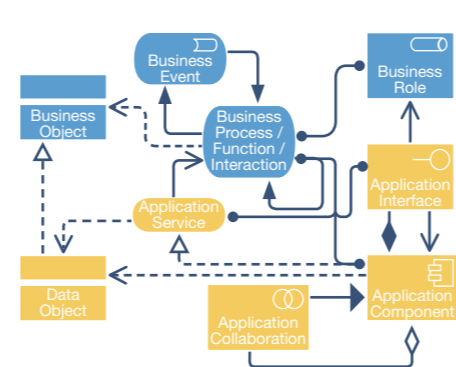 Business
Event
Business
Role
Business
Object
Business
Process /
Function /
Interaction
Application
Interface
Application
Service
Data
Object
Application
Component
Application
Collaboration